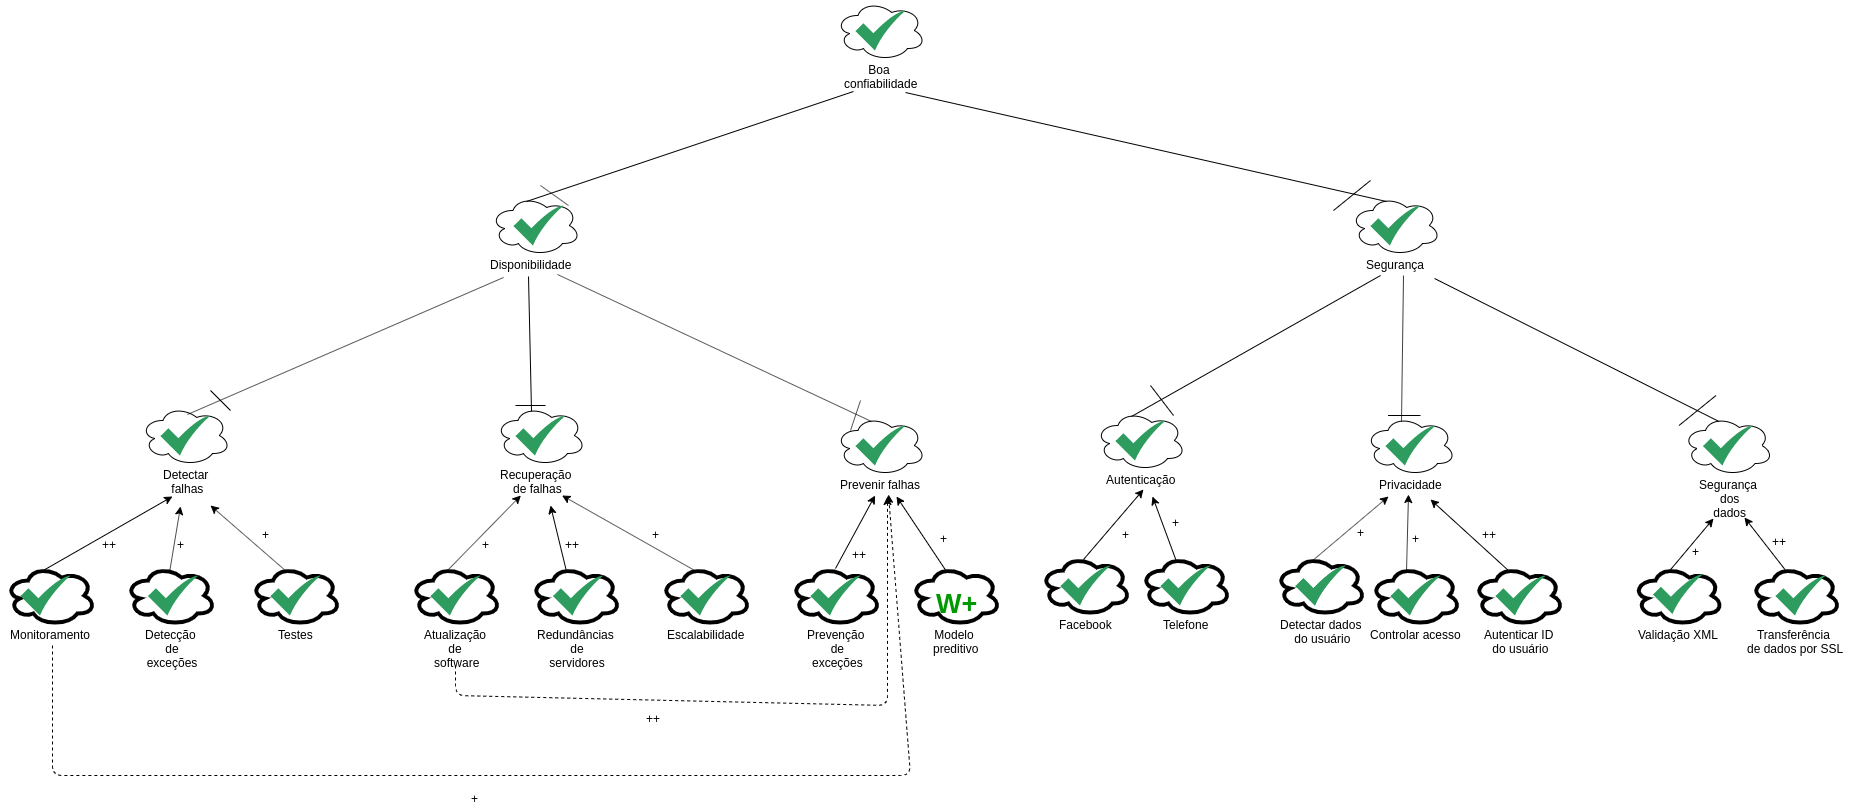 Boa
confiabilidade
Disponibilidade
Segurança
Detectar
falhas
Recuperação
de falhas
Prevenir falhas
Autenticação
Privacidade
Segurança
dos
dados
++
+
+
+
++
+
++
+
+
+
+
+
++
+
++
W+
Monitoramento
Detecção
de
exceções
Testes
Atualização
de
software
Redundâncias
de
servidores
Escalabilidade
Prevenção
de
exceções
Modelo
preditivo
Facebook
Telefone
Detectar dados
do usuário
Controlar acesso
Autenticar ID
do usuário
Validação XML
Transferência
de dados por SSL
++
+